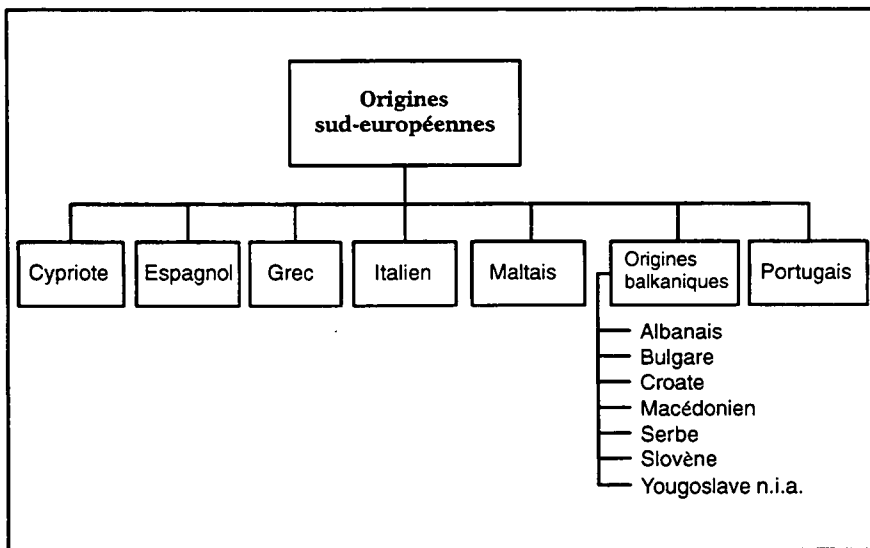 Origines
sud-européennes
Cypriote
Espagnol
Grec
Italien
Maltais
Origines
balkaniques
Portugais
Albanais
Bulgare
Croate
Macédonien
Serbe
Slovène
Yougoslave n.i.a.